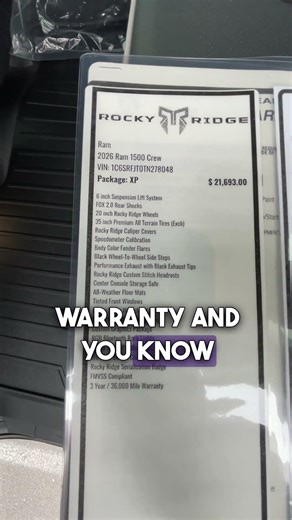 ROCKY RIDGE
Ram
2026 Ram 1500 Crew
VIN: 1C6SRFJT0TN278048
Package: XP $ 21,693.00
6 inch Suspension Lift System
FOX 2.0 Rear Shocks
20 inch Rocky Ridge Wheels
35 inch Premium All Terrain Tires (Each)
Rocky Ridge Caliper Covers
Speedometer Calibration
Body Color Fender Flares
Black Wheel-To-Wheel Side Steps
Performance Exhaust with Black Exhaust Tips
Rocky Ridge Custom Stitch Headrests
Center Console Storage Safe
All-Weather Floor Mats
Tinted Front Windows
WARRANTY AND
YOU KNOW
Rocky Ridge Serialization Badge
FMVSS Compliant
3 Year / 36,000 Mile Warranty
Paint